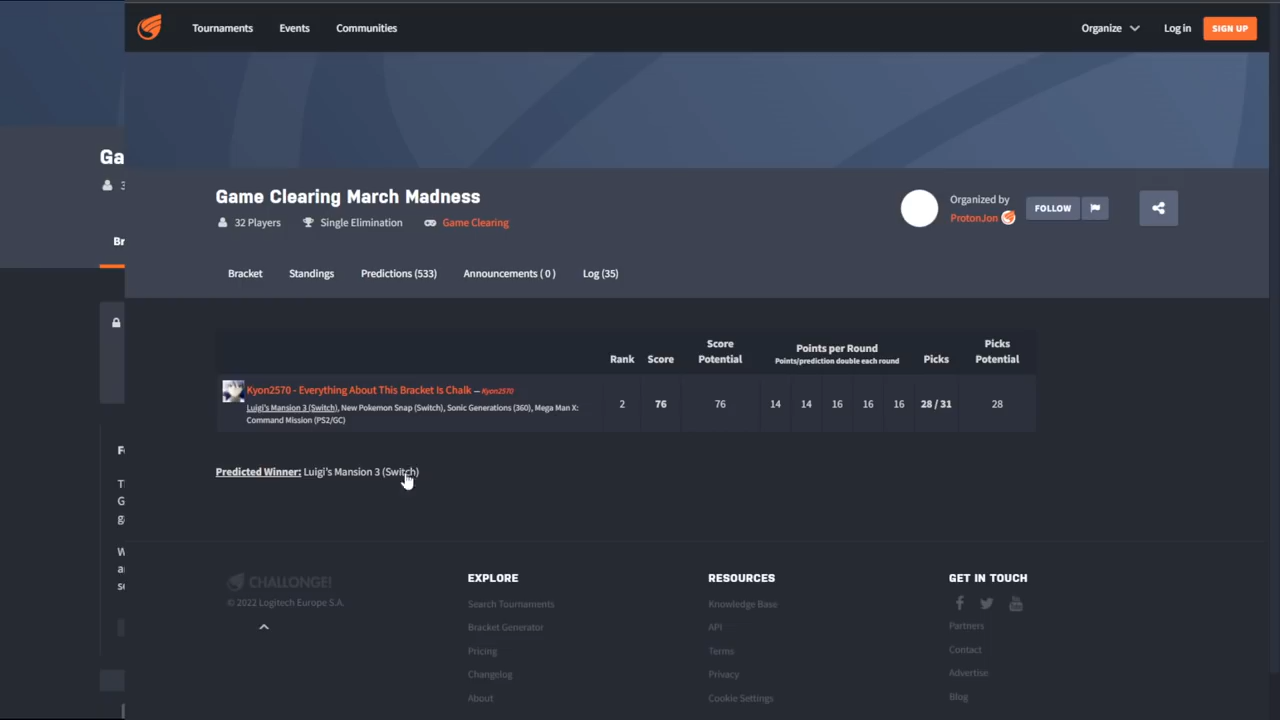 Tournaments Events Communities Organize Log in SIGN UP
Ga
3
Game Clearing March Madness
32 Players Single Elimination Game Clearing
Organized by
ProtonJon FOLLOW
Br
Bracket Standings Predictions (533) Announcements ( 0 ) Log (35)
Rank Score Score Potential Points per Round Picks Picks Potential
Points/prediction double each round
Kyon2570 - Everything About This Bracket Is Chalk – Kyon2570
Luigi's Mansion 3 (Switch), New Pokemon Snap (Switch), Sonic Generations (360), Mega Man X:
Command Mission (PS2/GC)
2 76 76 14 14 16 16 16 28 / 31 28
Predicted Winner: Luigi's Mansion 3 (Switch)
CHALLONGE!
© 2022 Logitech Europe S.A.
EXPLORE
Search Tournaments
Bracket Generator
Pricing
Changelog
About
RESOURCES
Knowledge Base
API
Terms
Privacy
Cookie Settings
GET IN TOUCH
Partners
Contact
Advertise
Blog